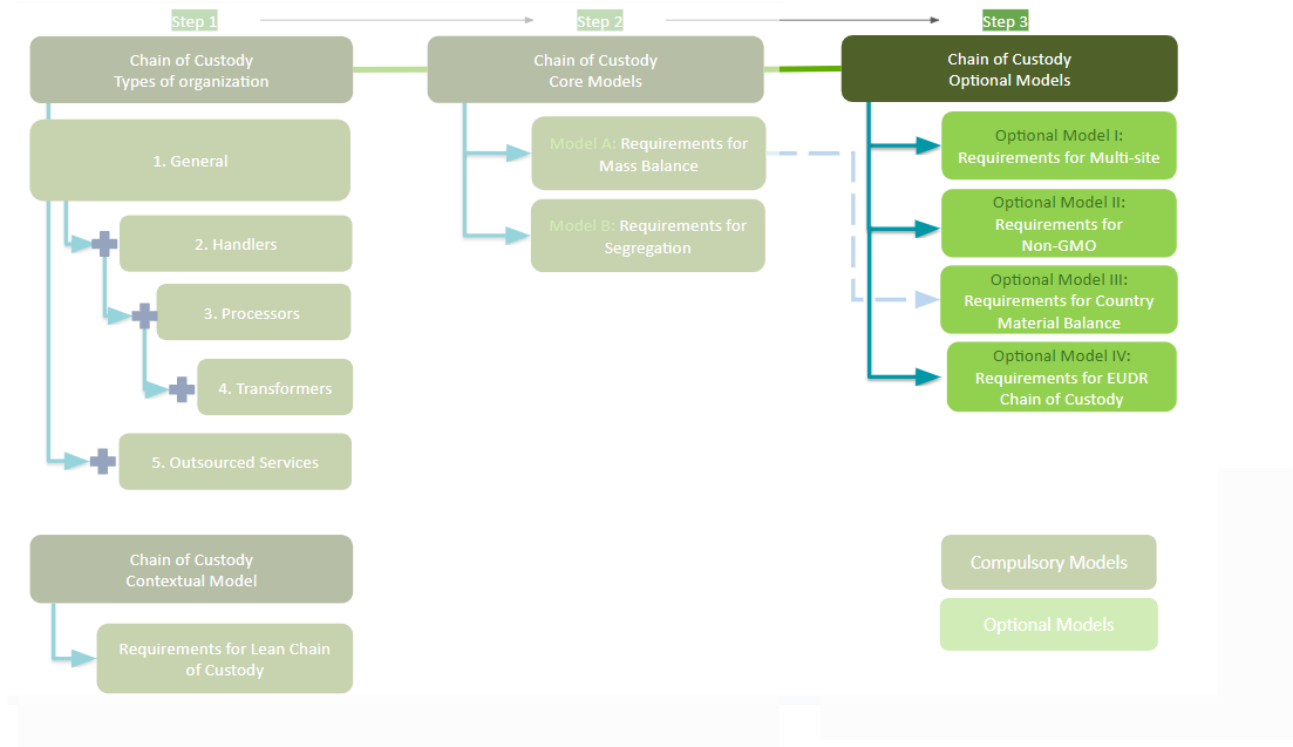 Step 1
Step 2
Step 3
Chain of Custody
Types of organization
Chain of Custody
Core Models
Chain of Custody
Optional Models
1. General
2. Handlers
3. Processors
4. Transformers
5. Outsourced Services
Model A: Requirements for
Mass Balance
Model B: Requirements for
Segregation
Optional Model I:
Requirements for Multi-site
Optional Model II:
Requirements for
Non-GMO
Optional Model III:
Requirements for Country
Material Balance
Optional Model IV:
Requirements for EUDR
Chain of Custody
Chain of Custody
Contextual Model
Requirements for Lean Chain
of Custody
Compulsory Models
Optional Models